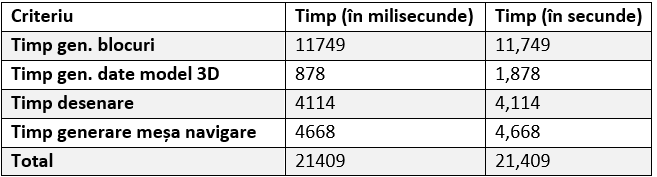 Criteriu Timp (în milisecunde) Timp (în secunde)
Timp gen. blocuri 11749 11,749
Timp gen. date model 3D 878 1,878
Timp desenare 4114 4,114
Timp generare meșa navigare 4668 4,668
Total 21409 21,409